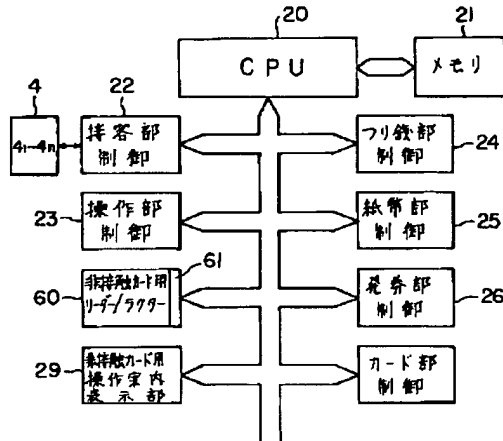 20
21
CPU
メモリ
4
22
4₁~4n
接客部
制御
つり銭部
制御
24
23
操作部
制御
紙幣部
制御
25
61
60
非接触カード用
リーダー/ラクター
発券部
制御
26
29
非接触カード用
操作案内
表示部
カード部
制御